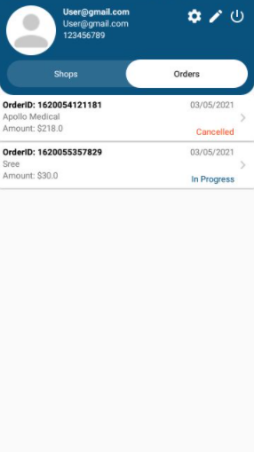 User@gmail.com
User@gmail.com
123456789
Shops
Orders
OrderID: 1620054121181 03/05/2021
Apollo Medical
Amount: $218.0 Cancelled
OrderID: 1620055357829 03/05/2021
Sree
Amount: $30.0 In Progress